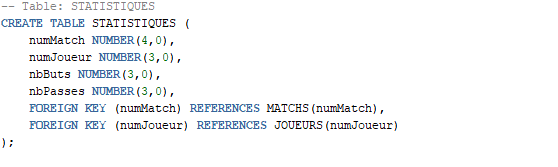 -- Table: STATISTIQUES
CREATE TABLE STATISTIQUES (
    numMatch NUMBER(4,0),
    numJoueur NUMBER(3,0),
    nbButs NUMBER(3,0),
    nbPasses NUMBER(3,0),
    FOREIGN KEY (numMatch) REFERENCES MATCHS(numMatch),
    FOREIGN KEY (numJoueur) REFERENCES JOUEURS(numJoueur)
);